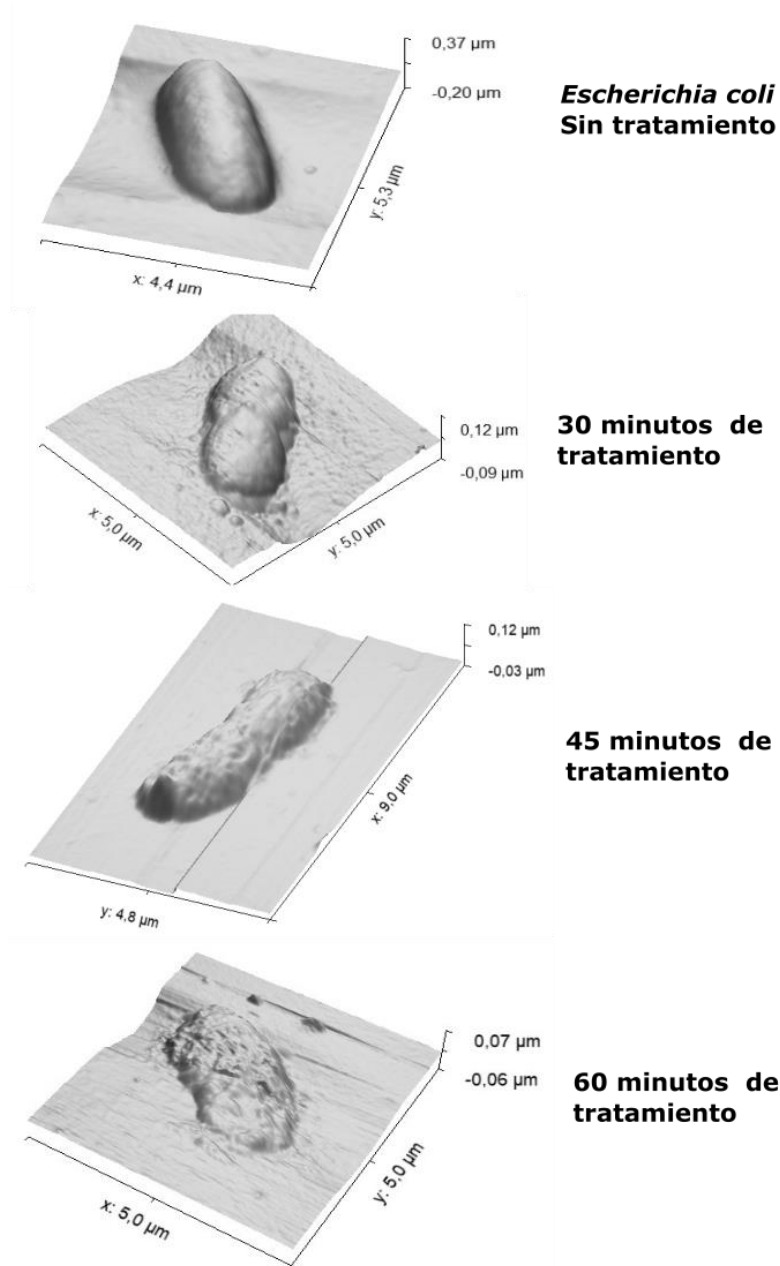 0,37 µm
-0,20 µm
y: 5,3 µm
x: 4,4 µm
Escherichia coli
Sin tratamiento
0,12 µm
-0,09 µm
x: 5,0 µm
y: 5,0 µm
30 minutos de
tratamiento
0,12 µm
-0,03 µm
x: 9,0 µm
y: 4,8 µm
45 minutos de
tratamiento
0,07 µm
-0,06 µm
x: 5,0 µm
y: 5,0 µm
60 minutos de
tratamiento